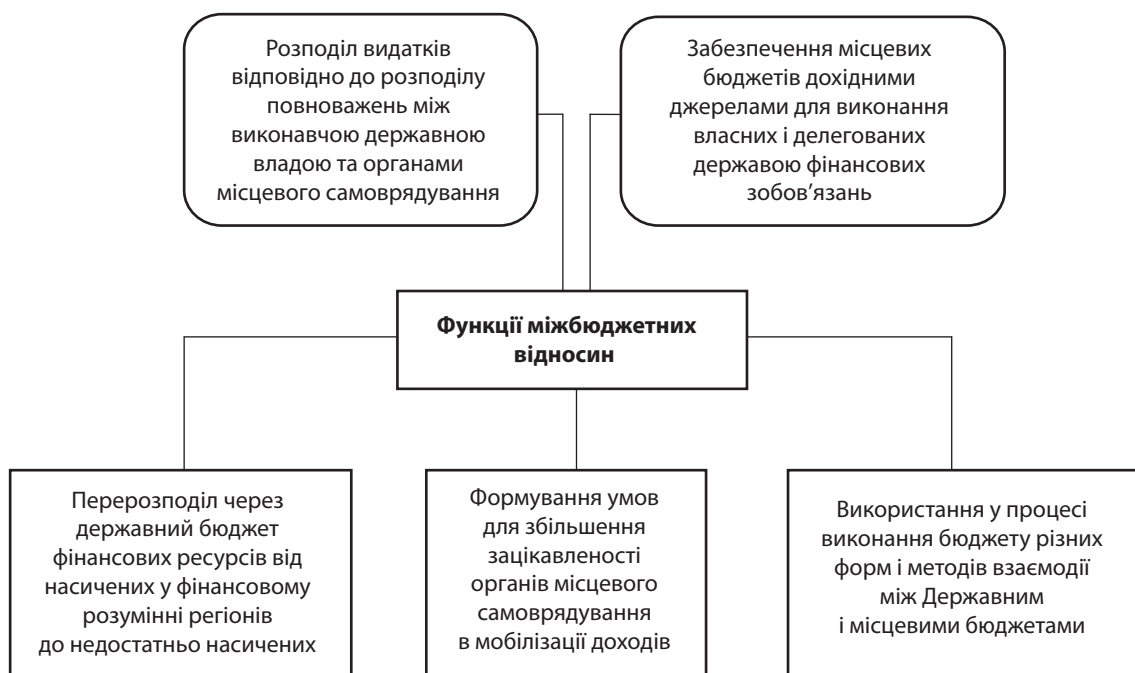 Розподіл видатків
відповідно до розподілу
повноважень між
виконавчою державною
владою та органами
місцевого самоврядування
Забезпечення місцевих
бюджетів дохідними
джерелами для виконання
власних і делегованих
державою фінансових
зобов’язань
Функції міжбюджетних
відносин
Перерозподіл через
державний бюджет
фінансових ресурсів від
насичених у фінансовому
розумінні регіонів
до недостатньо насичених
Формування умов
для збільшення
зацікавленості
органів місцевого
самоврядування
в мобілізації доходів
Використання у процесі
виконання бюджету різних
форм і методів взаємодії
між Державним
і місцевими бюджетами